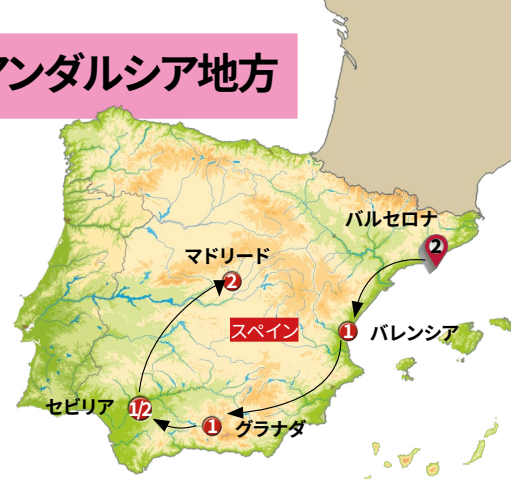 アンダルシア地方
バルセロナ
2
マドリード
2
スペイン
1 バレンシア
セビリア 1/2
1 グラナダ